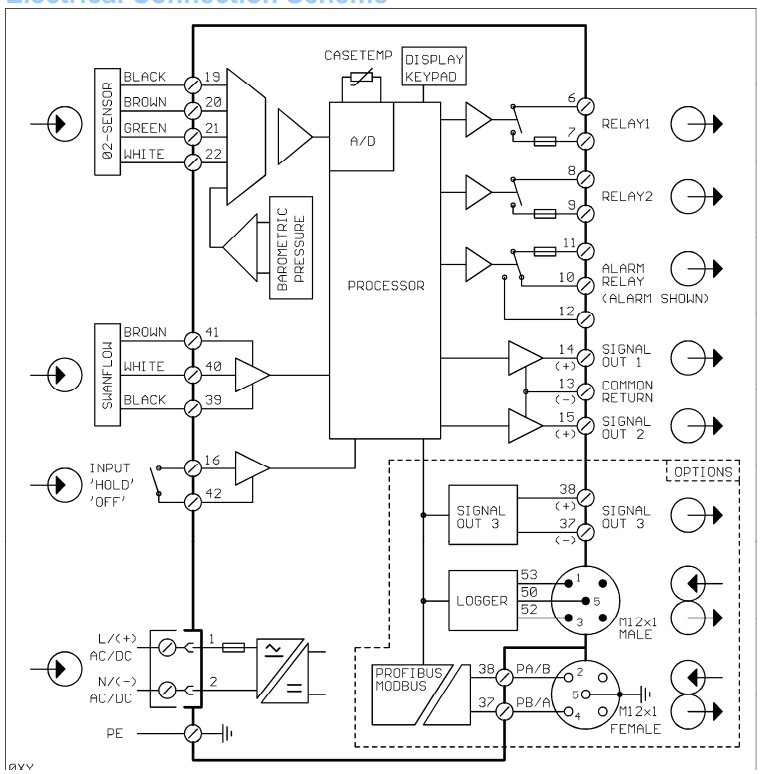 Electrical Connection Scheme
CASETEMP
DISPLAY
KEYPAD
O2-SENSOR
BLACK 19
BROWN 20
GREEN 21
WHITE 22
A/D
BAROMETRIC
PRESSURE
PROCESSOR
6
7
RELAY1
8
9
RELAY2
11
10
12
ALARM
RELAY
(ALARM SHOWN)
SWANFLOW
BROWN 41
WHITE 40
BLACK 39
14
(+)
SIGNAL
OUT 1
13
(-)
COMMON
RETURN
15
(+)
SIGNAL
OUT 2
INPUT
'HOLD'
'OFF'
16
42
OPTIONS
SIGNAL
OUT 3
38
(+)
37
(-)
SIGNAL
OUT 3
LOGGER
53
50
52
1
5
3
M12x1
MALE
L/(+)
AC/DC
1
N/(-)
AC/DC
2
PE
PROFIBUS
MODBUS
38 PA/B
37 PB/A
2
5
4
M12x1
FEMALE
0XY